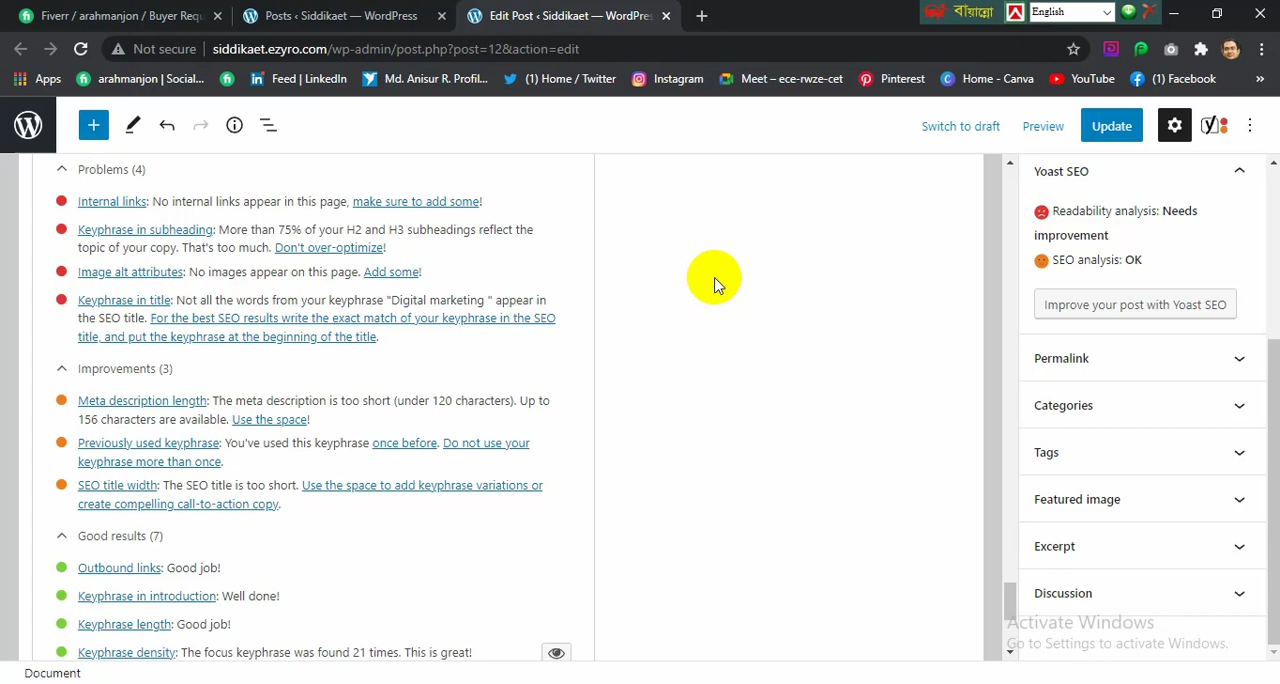 Fiverr / arahmanjon / Buyer Requ
Posts ‹ Siddikaet — WordPress
Edit Post ‹ Siddikaet — WordPres
বাংলা
English
Not secure
siddikaet.ezyro.com/wp-admin/post.php?post=12&action=edit
Apps
arahmanjon | Social...
Feed | LinkedIn
Md. Anisur R. Profil...
(1) Home / Twitter
Instagram
Meet – ece-rwze-cet
Pinterest
Home - Canva
YouTube
(1) Facebook
»
Switch to draft
Preview
Update
Problems (4)
Internal links: No internal links appear in this page, make sure to add some!
Keyphrase in subheading: More than 75% of your H2 and H3 subheadings reflect the
topic of your copy. That's too much. Don't over-optimize!
Image alt attributes: No images appear on this page. Add some!
Keyphrase in title: Not all the words from your keyphrase "Digital marketing " appear in
the SEO title. For the best SEO results write the exact match of your keyphrase in the SEO
title, and put the keyphrase at the beginning of the title.
Improvements (3)
Meta description length: The meta description is too short (under 120 characters). Up to
156 characters are available. Use the space!
Previously used keyphrase: You've used this keyphrase once before. Do not use your
keyphrase more than once.
SEO title width: The SEO title is too short. Use the space to add keyphrase variations or
create compelling call-to-action copy.
Good results (7)
Outbound links: Good job!
Keyphrase in introduction: Well done!
Keyphrase length: Good job!
Keyphrase density: The focus keyphrase was found 21 times. This is great!
Yoast SEO
Readability analysis: Needs
improvement
SEO analysis: OK
Improve your post with Yoast SEO
Permalink
Categories
Tags
Featured image
Excerpt
Discussion
Activate Windows
Go to Settings to activate Windows.
Document